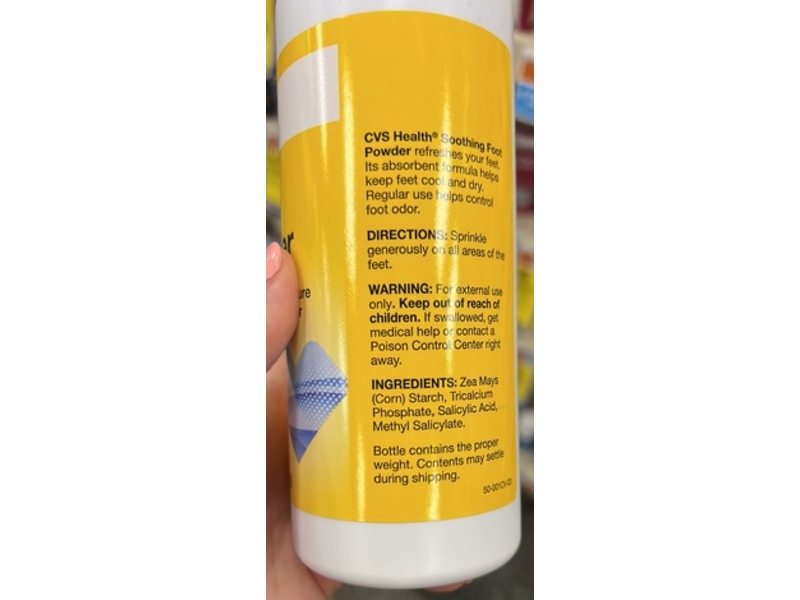 CVS Health® Soothing Foot
Powder refreshes your feet.
Its absorbent formula helps
keep feet cool and dry.
Regular use helps control
foot odor.
DIRECTIONS: Sprinkle
generously on all areas of the
feet.
WARNING: For external use
only. Keep out of reach of
children. If swallowed, get
medical help or contact a
Poison Control Center right
away.
INGREDIENTS: Zea Mays
(Corn) Starch, Tricalcium
Phosphate, Salicylic Acid,
Methyl Salicylate.
Bottle contains the proper
weight. Contents may settle
during shipping.